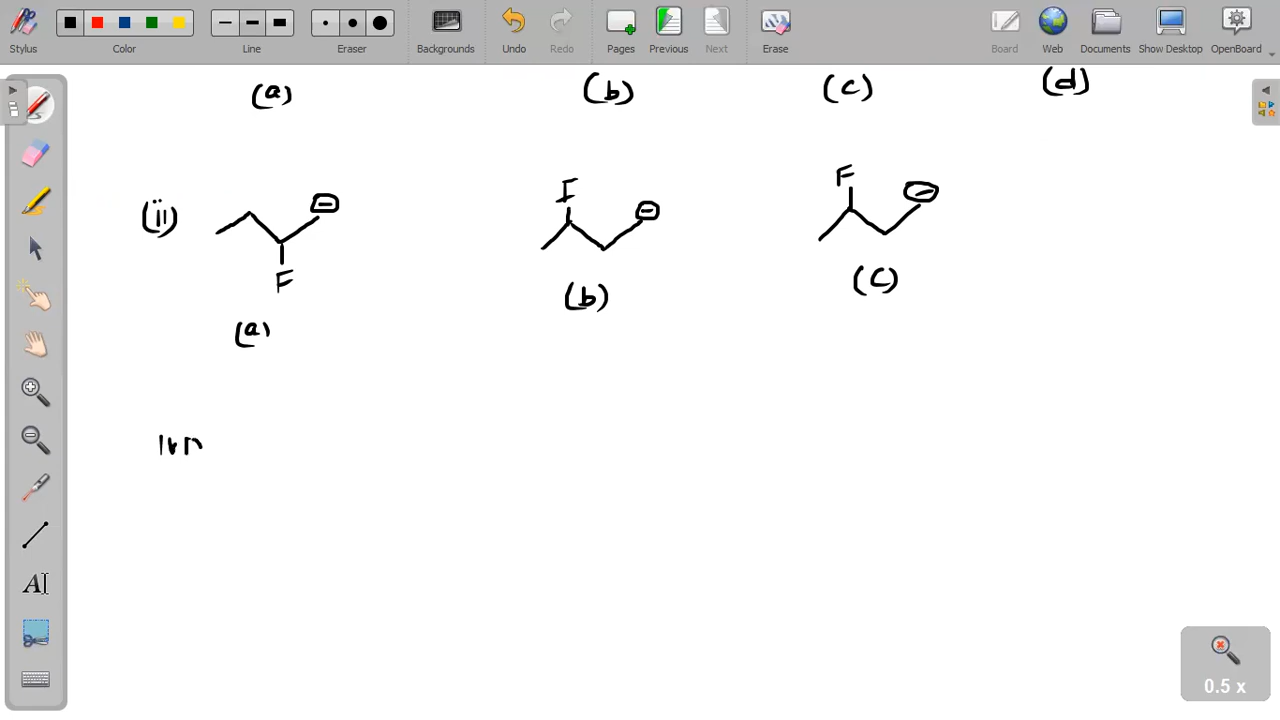 Stylus
Color
Line
Eraser
Backgrounds
Undo
Redo
Pages
Previous
Next
Erase
Board
Web
Documents
Show Desktop
OpenBoard
(a) (b) (c) (d)
(ii)
F
(a)
I
(b)
F
(C)
0.5 x